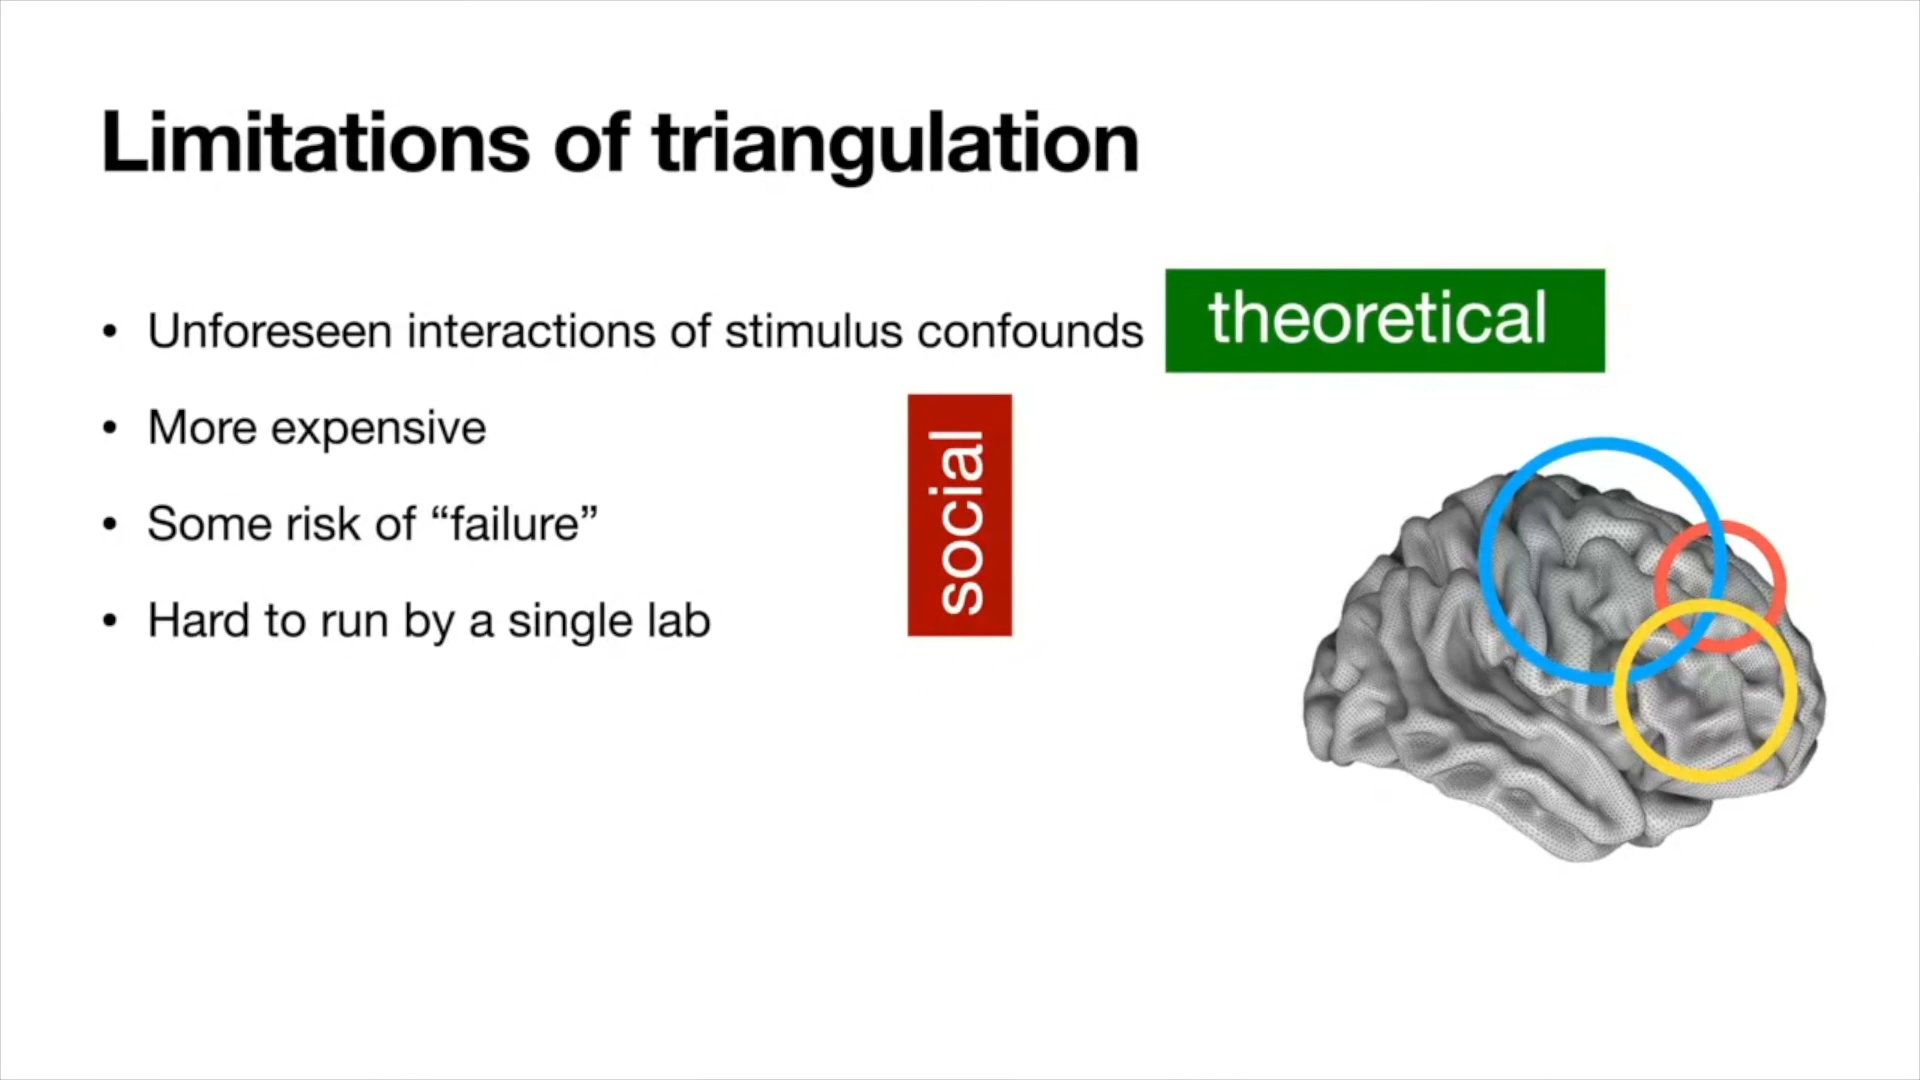 Limitations of triangulation
• Unforeseen interactions of stimulus confounds
theoretical
• More expensive
• Some risk of “failure”
• Hard to run by a single lab
social